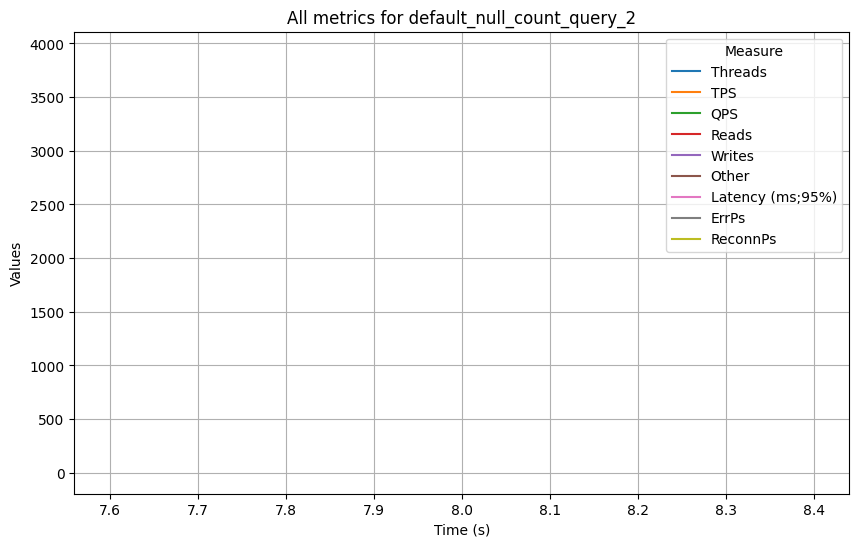 All metrics for default_null_count_query_2
4000
3500
3000
2500
2000
1500
1000
500
0
Values
Measure
Threads
TPS
QPS
Reads
Writes
Other
Latency (ms;95%)
ErrPs
ReconnPs
7.6 7.7 7.8 7.9 8.0 8.1 8.2 8.3 8.4
Time (s)